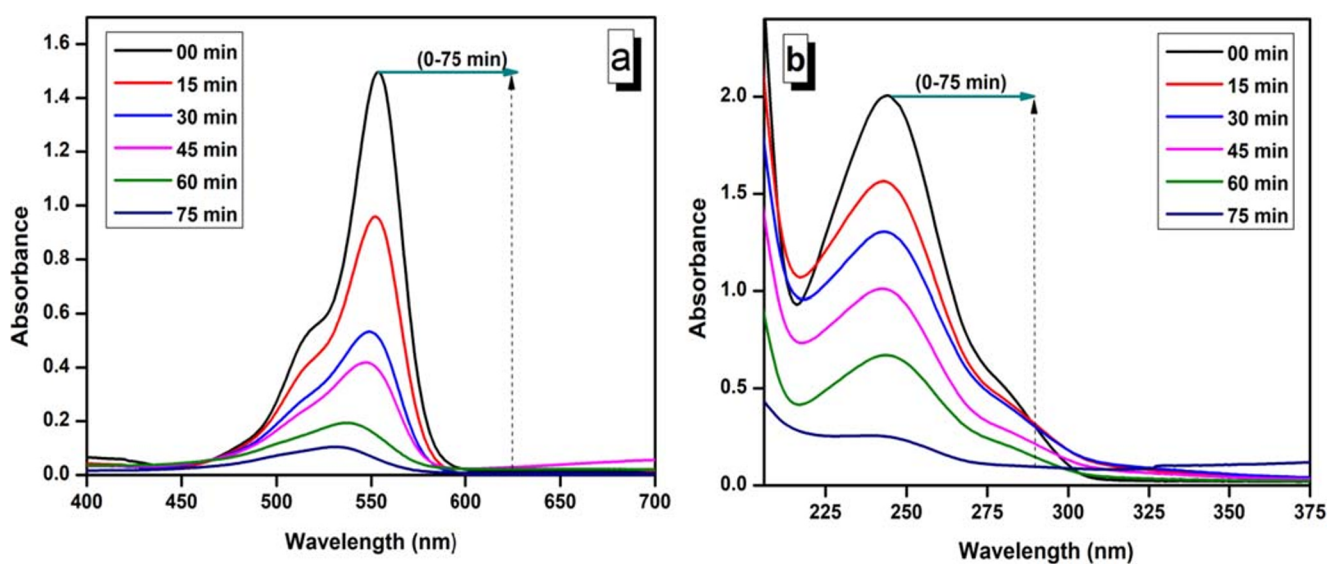 a
(0-75 min)
00 min
15 min
30 min
45 min
60 min
75 min
1.6
1.4
1.2
1.0
0.8
0.6
0.4
0.2
0.0
Absorbance
400
450
500
550
600
650
700
Wavelength (nm)
b
(0-75 min)
00 min
15 min
30 min
45 min
60 min
75 min
2.0
1.5
1.0
0.5
0.0
Absorbance
225
250
275
300
325
350
375
Wavelength (nm)